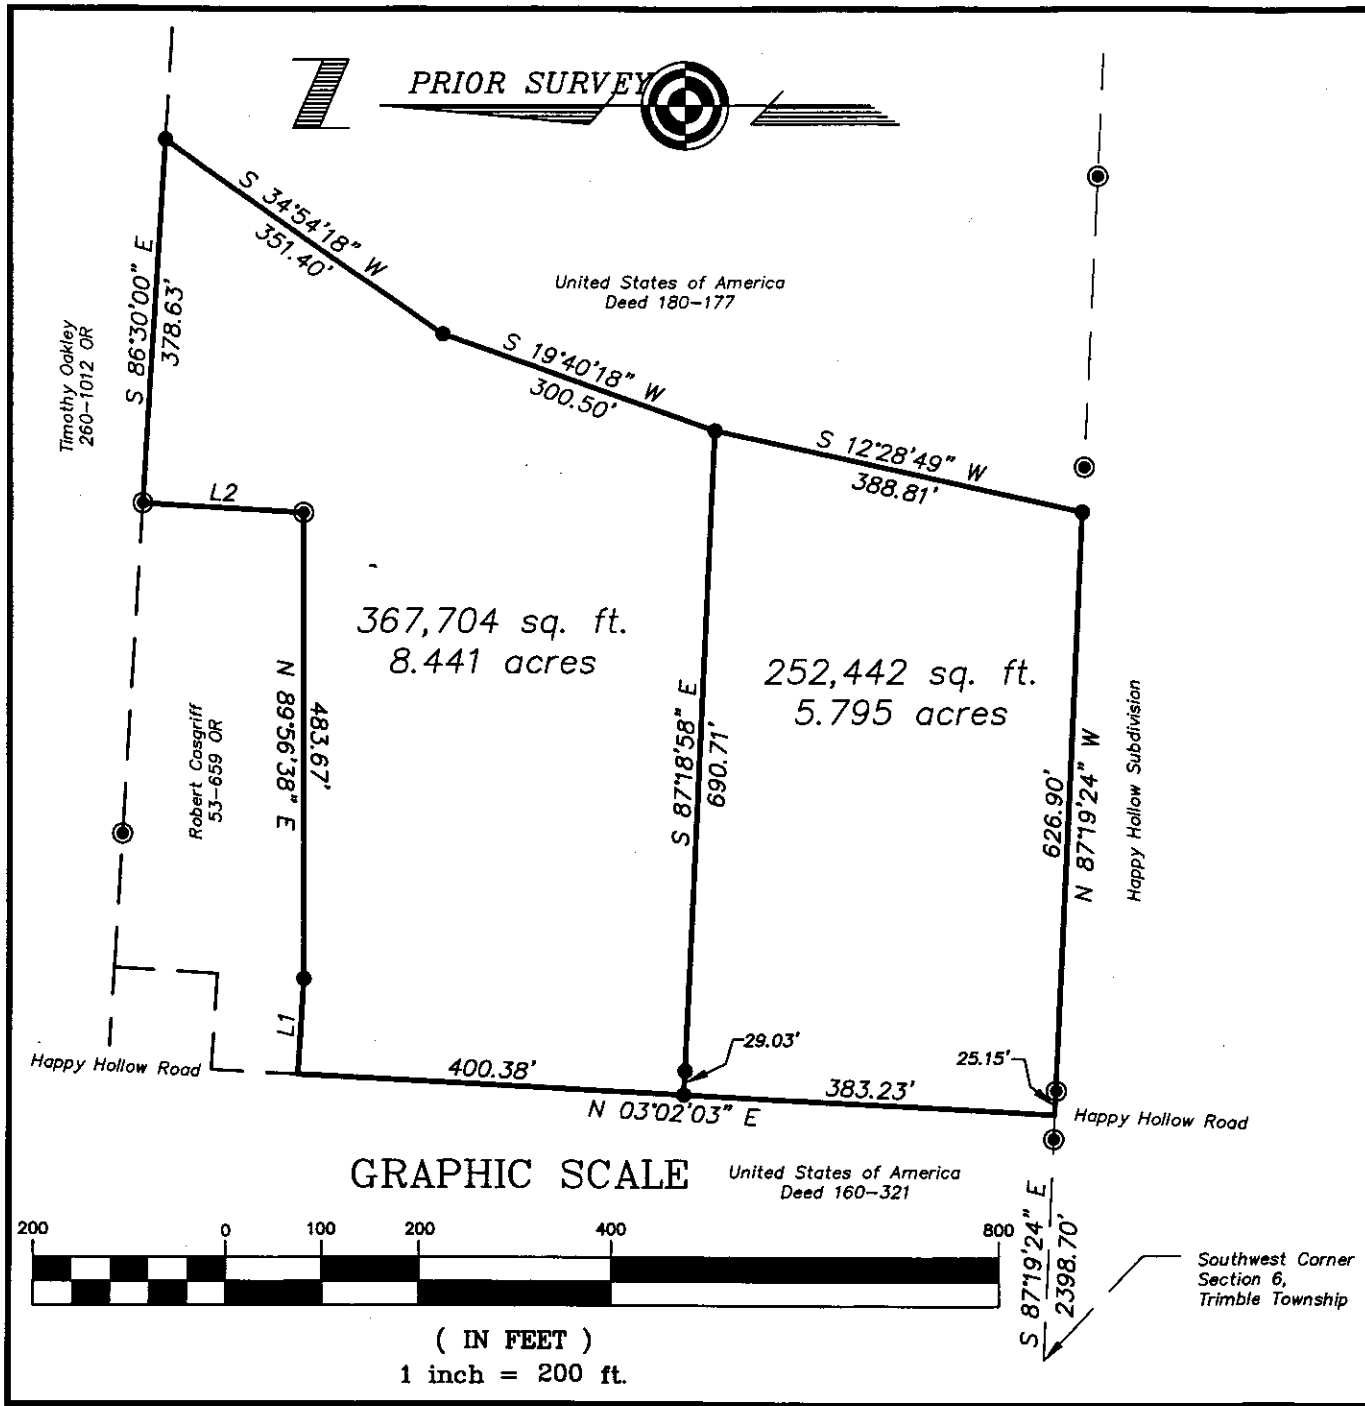 PRIOR SURVEY
S 34°54'18" W
351.40'
United States of America
Deed 180-177
S 86°30'00" E
378.63'
Timothy Oakley
260-1012 OR
S 19°40'18" W
300.50'
S 12°28'49" W
388.81'
L2
367,704 sq. ft.
8.441 acres
252,442 sq. ft.
5.795 acres
N 89°56'38" E
483.67'
Robert Cosgriff
53-659 OR
S 87°18'58" E
690.71'
626.90'
N 87°19'24" W
Happy Hollow Subdivision
L1
Happy Hollow Road
400.38'
29.03'
25.15'
383.23'
N 03°02'03" E
Happy Hollow Road
GRAPHIC SCALE
United States of America
Deed 160-321
200 0 100 200 400 800
S 87°19'24" E
2398.70'
Southwest Corner
Section 6,
Trimble Township
( IN FEET )
1 inch = 200 ft.